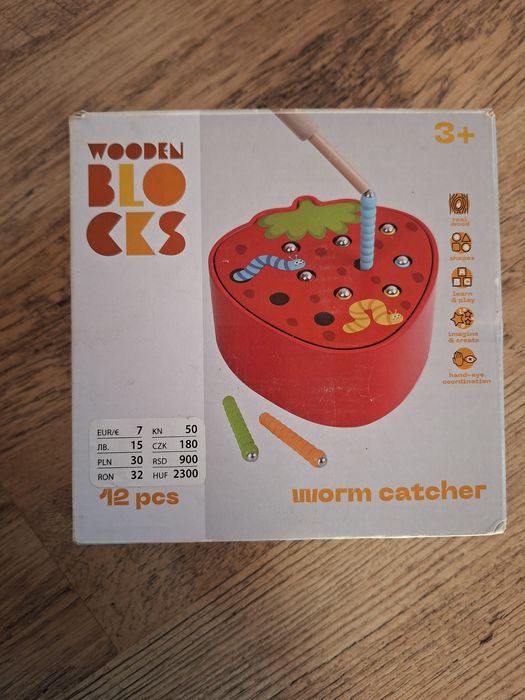 WOODEN
BLO
CKS
3+
real
wood
shapes
learn
& play
imagine
& create
hand-eye
coordination
EUR/€ 7 KN 50
ЛВ. 15 CZK 180
PLN 30 RSD 900
RON 32 HUF 2300
12 pcs
worm catcher